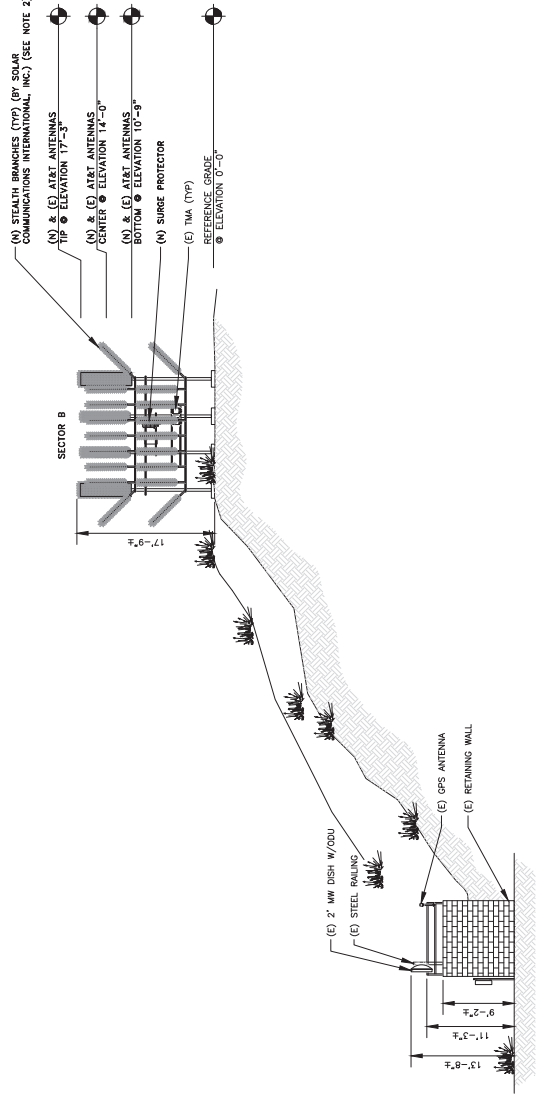 (N) STEALTH BRANCHES (TYP) (BY SOLAR
COMMUNICATIONS INTERNATIONAL, INC.) (SEE NOTE 2)
(N) & (E) AT&T ANTENNAS
TIP @ ELEVATION 17'-3"
(N) & (E) AT&T ANTENNAS
CENTER @ ELEVATION 14'-0"
(N) & (E) AT&T ANTENNAS
BOTTOM @ ELEVATION 10'-9"
(N) SURGE PROTECTOR
(E) TMA (TYP)
REFERENCE GRADE
@ ELEVATION 0'-0"
SECTOR B
17'-9"±
(E) 2' MW DISH W/ODU
(E) STEEL RAILING
(E) GPS ANTENNA
(E) RETAINING WALL
9'-2"±
11'-3"±
13'-8"±